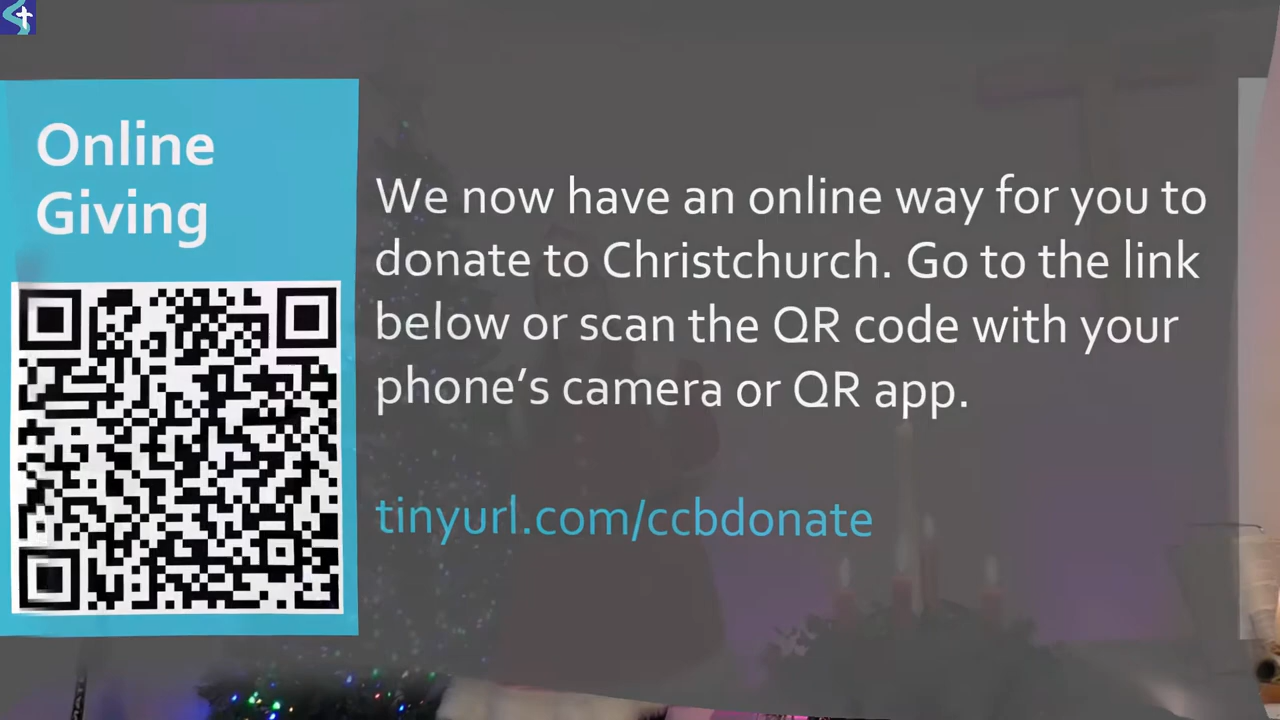 Online
Giving
We now have an online way for you to
donate to Christchurch. Go to the link
below or scan the QR code with your
phone’s camera or QR app.
tinyurl.com/ccbdonate